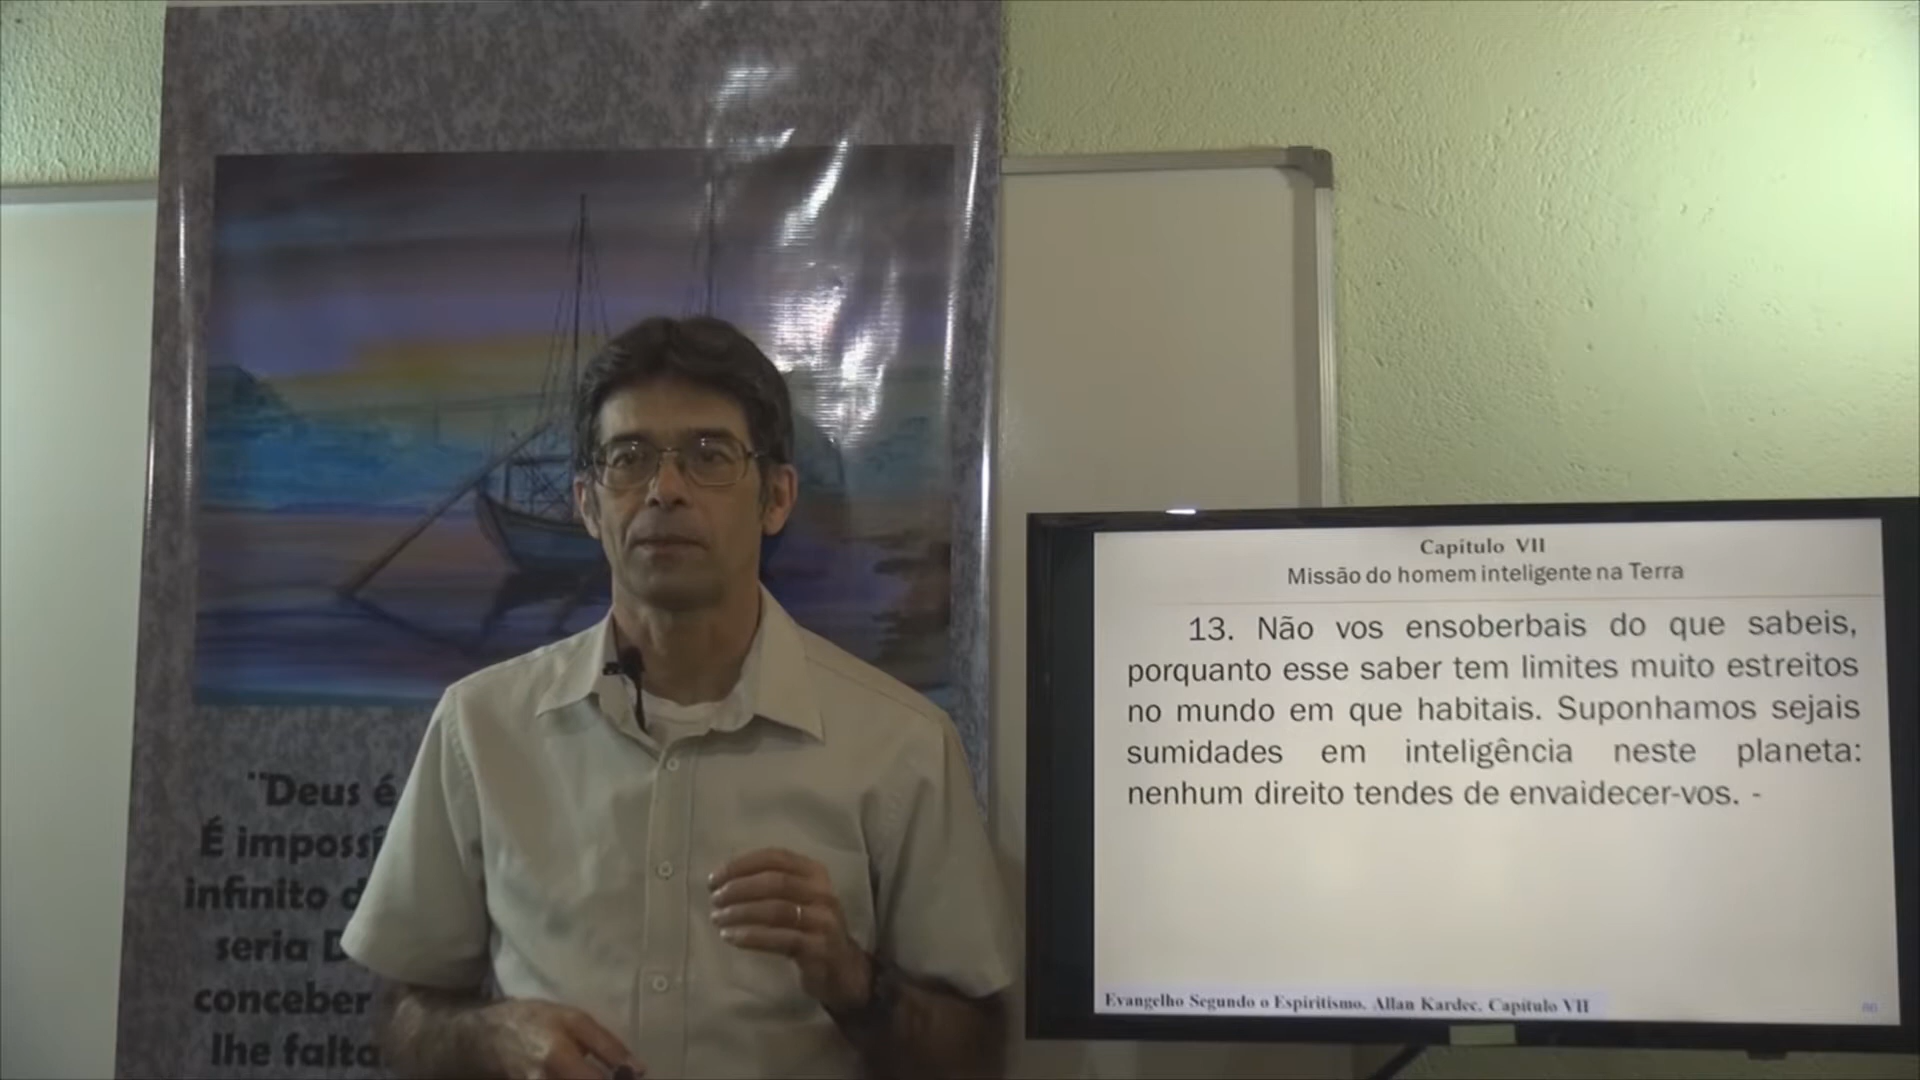 "Deus é
É impossí
infinito d
seria D
conceber
lhe falta
Capítulo VII
Missão do homem inteligente na Terra
13. Não vos ensoberbais do que sabeis,
porquanto esse saber tem limites muito estreitos
no mundo em que habitais. Suponhamos sejais
sumidades em inteligência neste planeta:
nenhum direito tendes de envaidecer-vos. -
Evangelho Segundo o Espiritismo. Allan Kardec. Capítulo VII